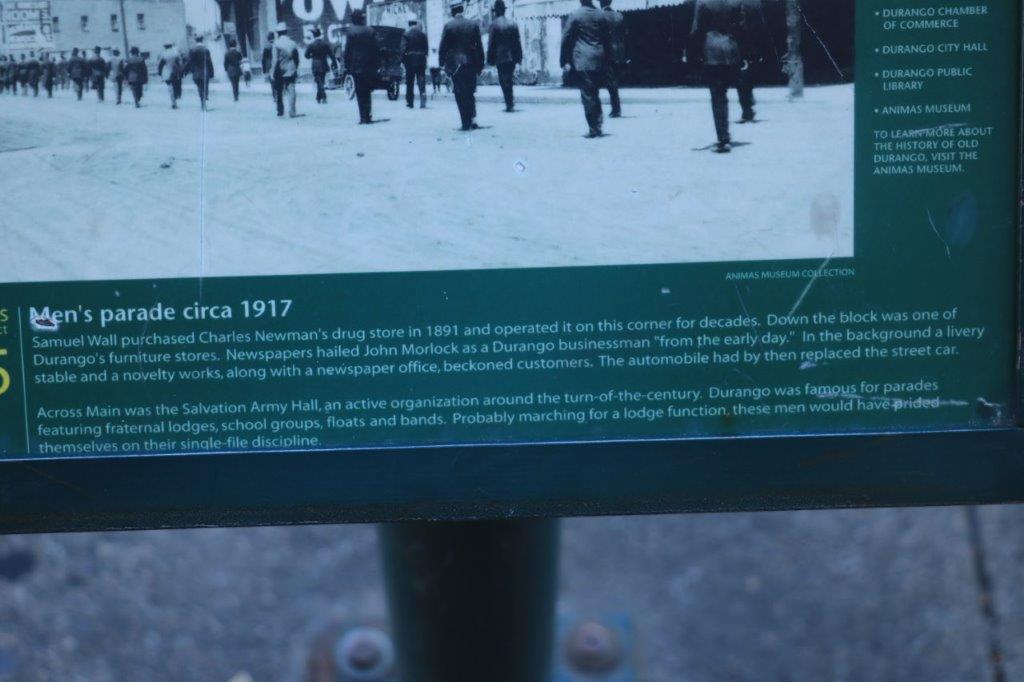 OW
• DURANGO CHAMBER
OF COMMERCE
• DURANGO CITY HALL
• DURANGO PUBLIC
LIBRARY
• ANIMAS MUSEUM
TO LEARN MORE ABOUT
THE HISTORY OF OLD
DURANGO, VISIT THE
ANIMAS MUSEUM.
ANIMAS MUSEUM COLLECTION
Men's parade circa 1917
Samuel Wall purchased Charles Newman's drug store in 1891 and operated it on this corner for decades. Down the block was one of
Durango's furniture stores. Newspapers hailed John Morlock as a Durango businessman "from the early day." In the background a livery
stable and a novelty works, along with a newspaper office, beckoned customers. The automobile had by then replaced the street car.
Across Main was the Salvation Army Hall, an active organization around the turn-of-the-century. Durango was famous for parades
featuring fraternal lodges, school groups, floats and bands. Probably marching for a lodge function these men would have prided
themselves on their single-file discipline.